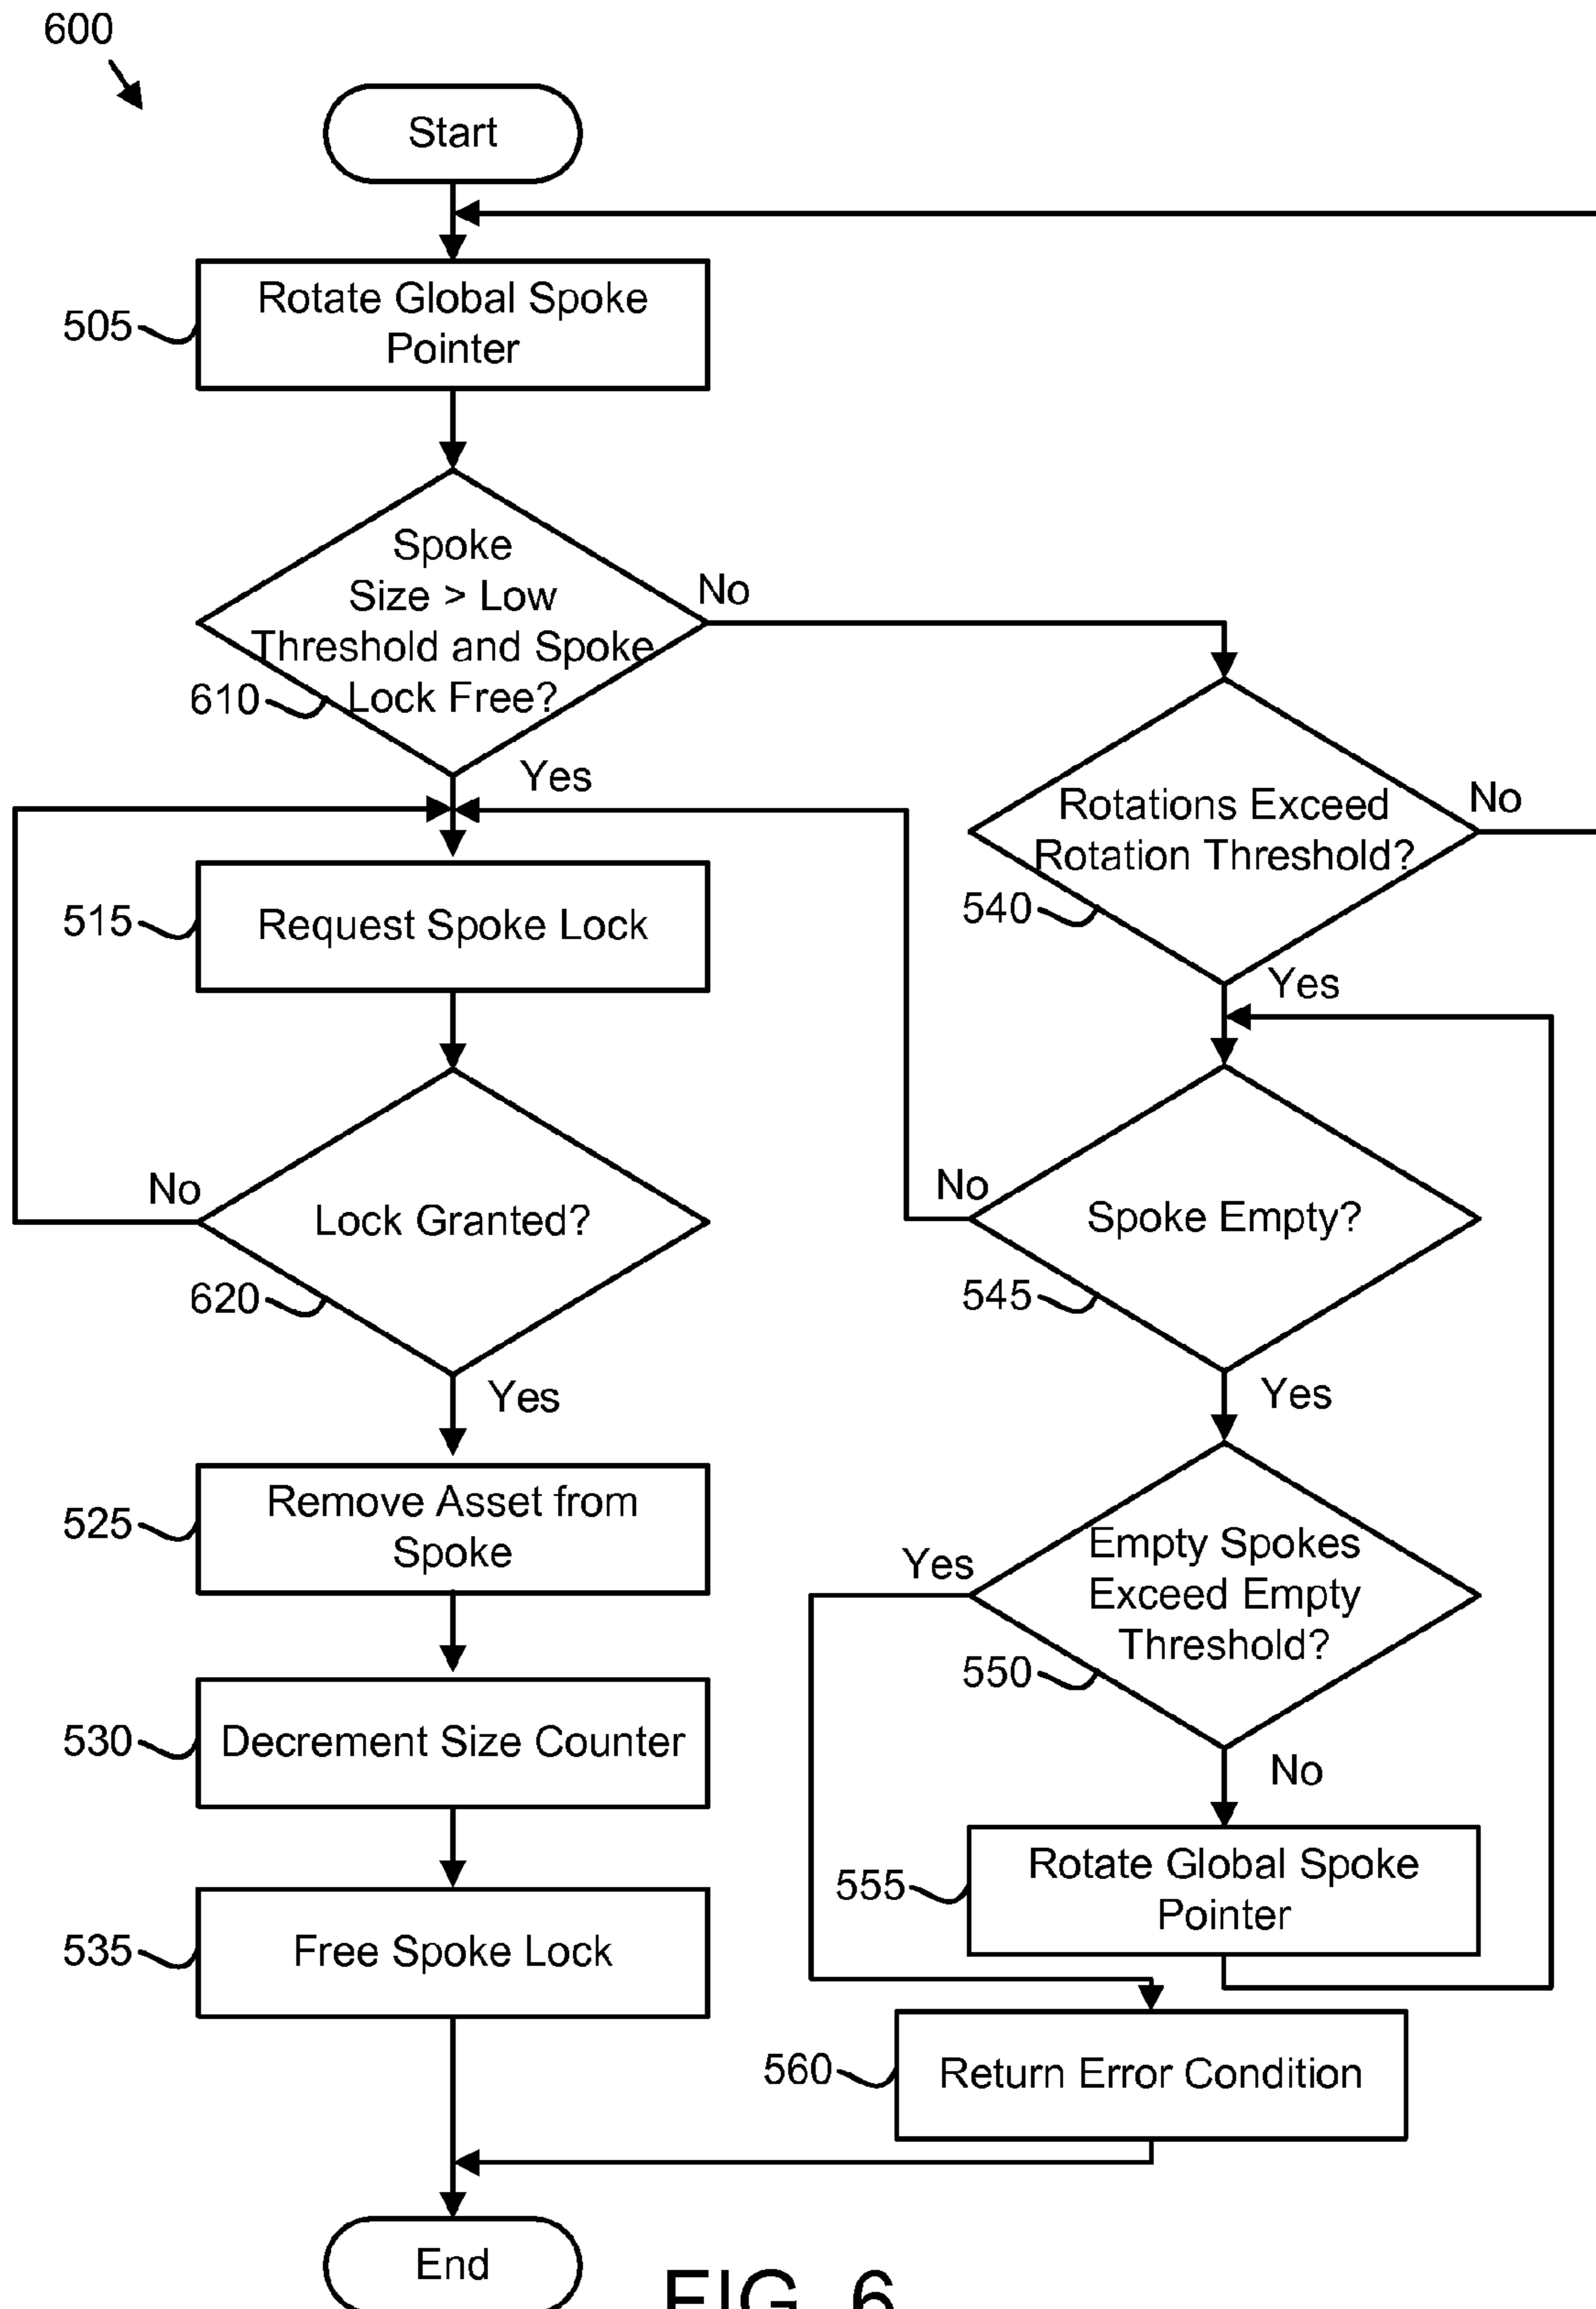 600
Start
505
Rotate Global Spoke
Pointer
Spoke
Size > Low
Threshold and Spoke
Lock Free?
610
No
Yes
Rotations Exceed
Rotation Threshold?
540
No
Yes
515
Request Spoke Lock
No
Lock Granted?
620
Yes
No
Spoke Empty?
545
Yes
525
Remove Asset from
Spoke
Yes
Empty Spokes
Exceed Empty
Threshold?
550
No
530
Decrement Size Counter
555
Rotate Global Spoke
Pointer
535
Free Spoke Lock
560
Return Error Condition
End
FIG. 6